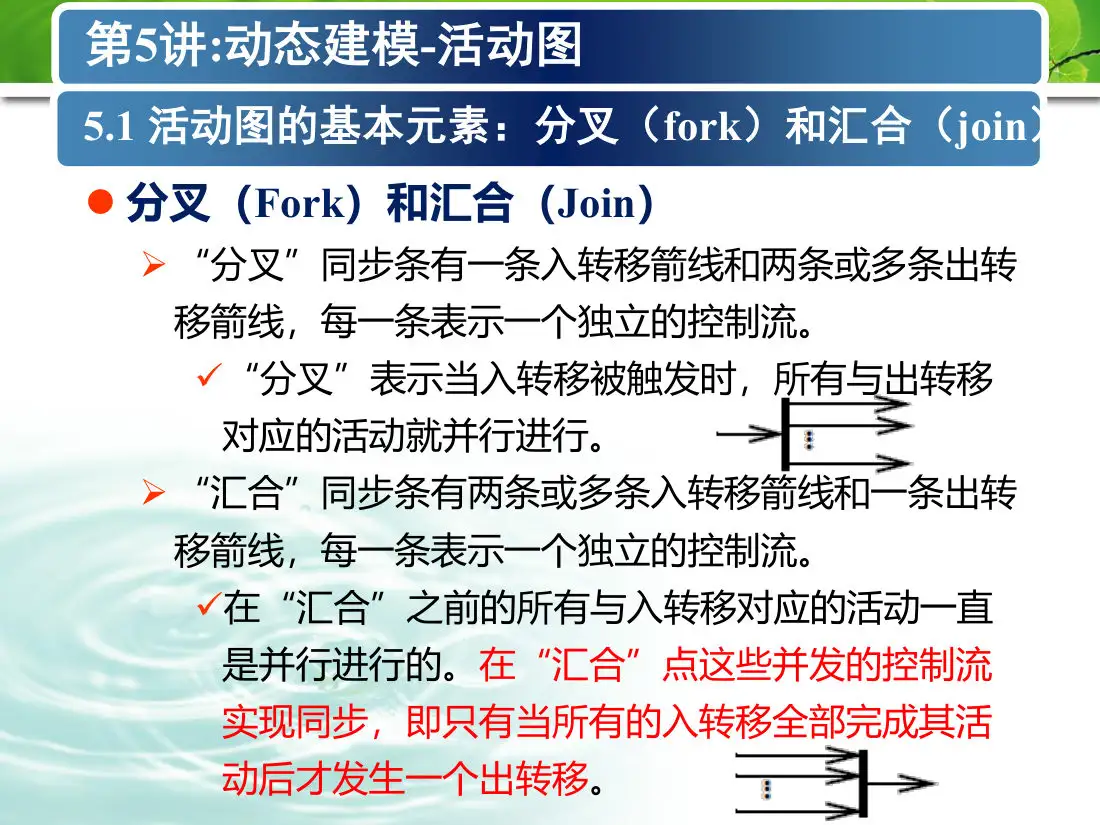 第5讲:动态建模-活动图
5.1 活动图的基本元素：分叉（fork）和汇合（join）
分叉（Fork）和汇合（Join）
“分叉”同步条有一条入转移箭线和两条或多条出转
移箭线，每一条表示一个独立的控制流。
“分叉”表示当入转移被触发时，所有与出转移
对应的活动就并行进行。
“汇合”同步条有两条或多条入转移箭线和一条出转
移箭线，每一条表示一个独立的控制流。
在“汇合”之前的所有与入转移对应的活动一直
是并行进行的。在“汇合”点这些并发的控制流
实现同步，即只有当所有的入转移全部完成其活
动后才发生一个出转移。